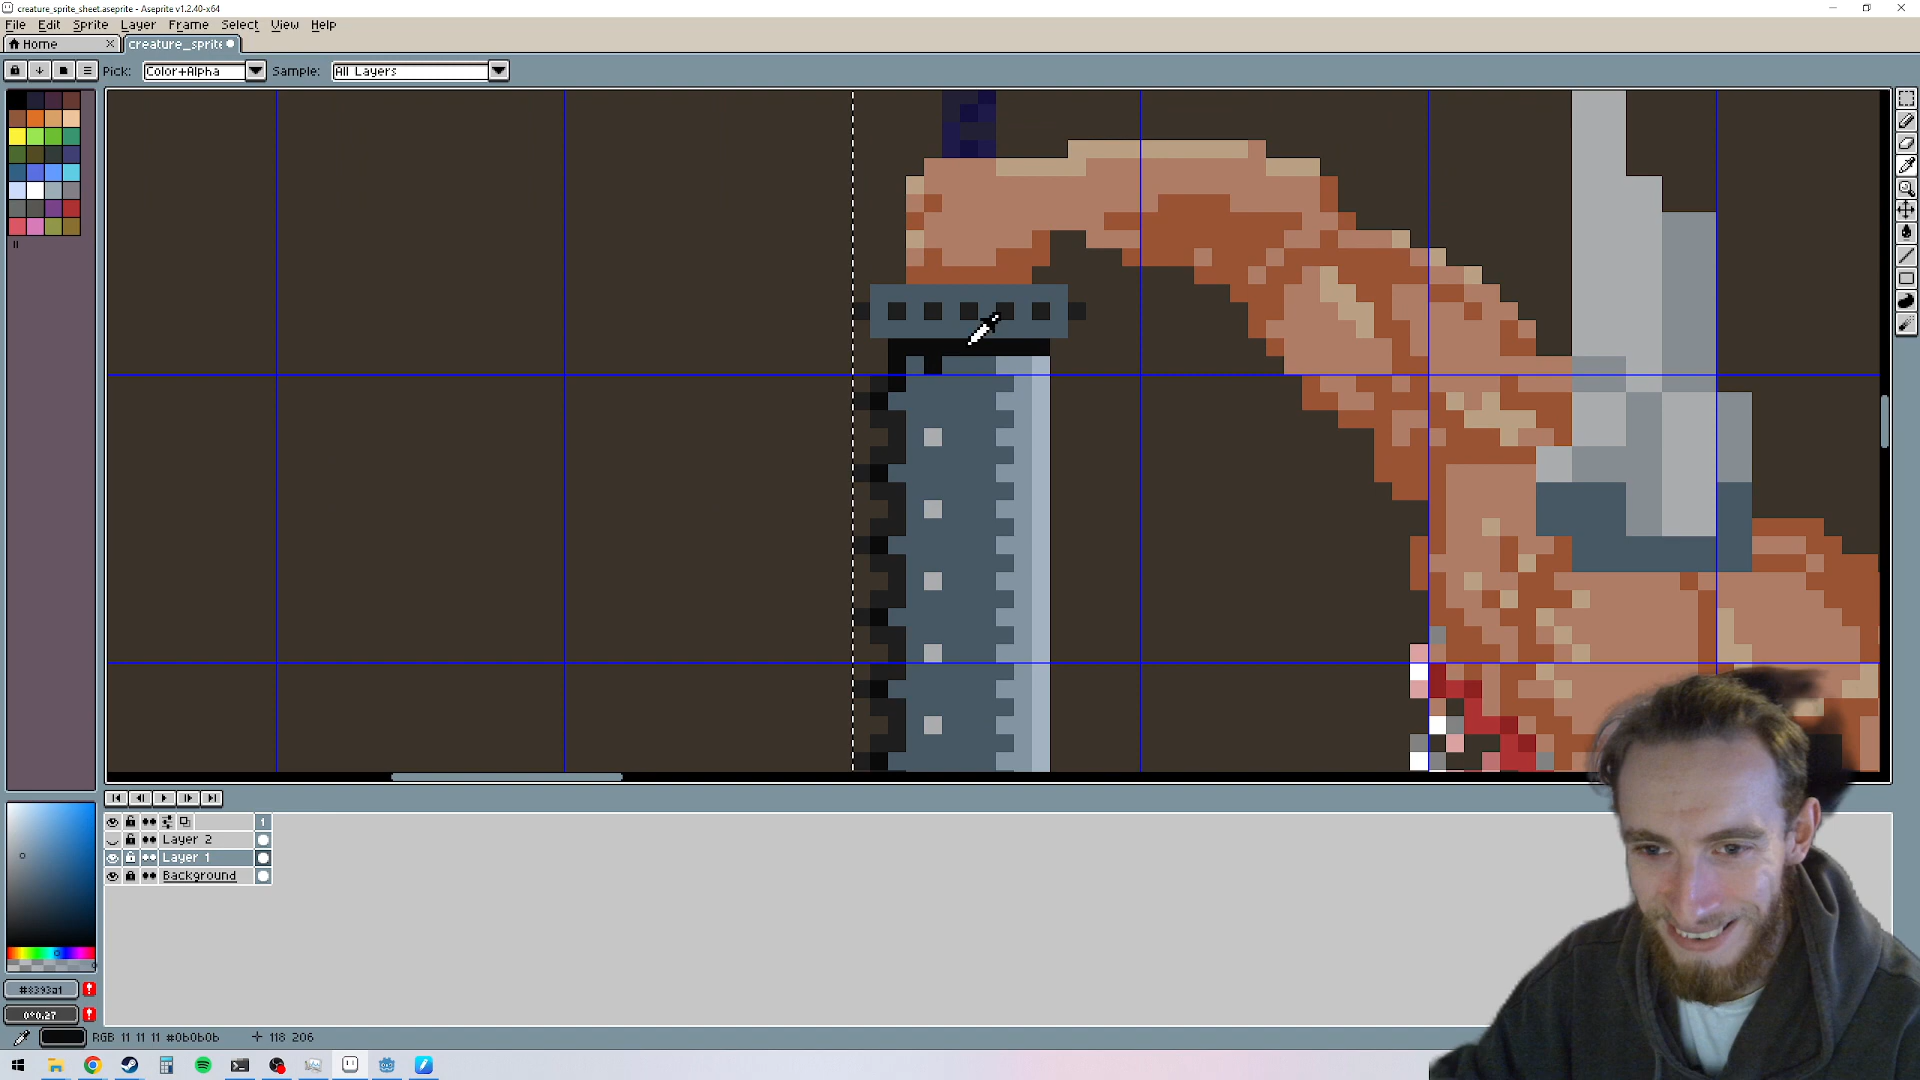 creature_sprite_sheet.aseprite - Aseprite v1.2.40-x64
File Edit Sprite Layer Frame Select View Help
Home
creature_sprite
Pick: Color+Alpha Sample: All Layers
1
Layer 2
Layer 1
Background
#8393a1
RGB 11 11 11 #0b0b0b 118 206